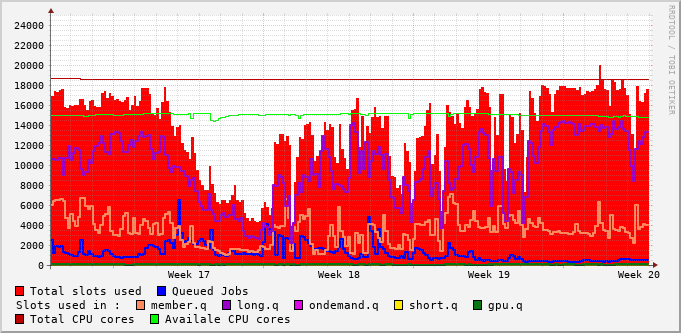 24000
22000
20000
18000
16000
14000
12000
10000
8000
6000
4000
2000
0
Week 17 Week 18 Week 19 Week 20
Total slots used Queued Jobs
Slots used in : member.q long.q ondemand.q short.q gpu.q
Total CPU cores Availale CPU cores
RRDTOOL / TOBI OETIKER